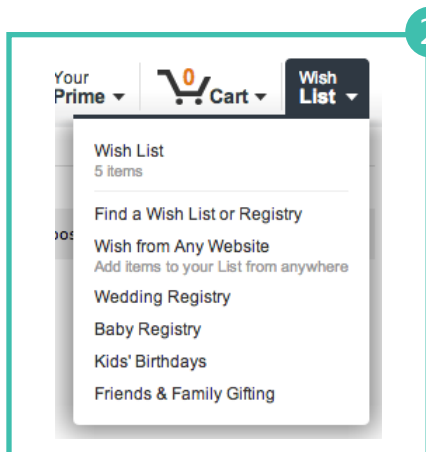 2
Your
Prime
0
Cart
Wish
List
Wish List
5 items
Find a Wish List or Registry
Wish from Any Website
Add items to your List from anywhere
Wedding Registry
Baby Registry
Kids' Birthdays
Friends & Family Gifting